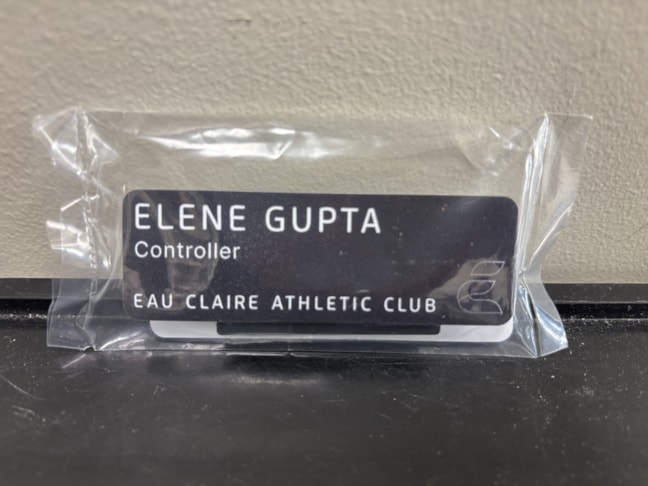 ELENE GUPTA
Controller
EAU CLAIRE ATHLETIC CLUB